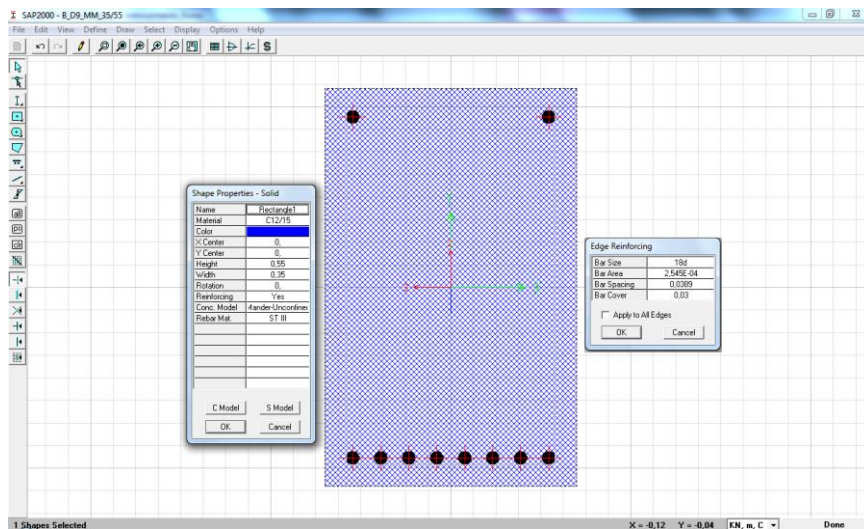 SAP2000 - B_D9_MM_35/55
File Edit View Define Draw Select Display Options Help
Shape Properties - Solid
Name Rectangle1
Material C12/15
Color
X Center 0,
Y Center 0,
Height 0,55
Width 0,35
Rotation 0,
Reinforcing Yes
Conc. Model Mander-Unconfined
Rebar Mat. ST III
C Model S Model
OK Cancel
Edge Reinforcing
Bar Size 18d
Bar Area 2,545E-04
Bar Spacing 0,0389
Bar Cover 0,03
Apply to All Edges
OK Cancel
1 Shapes Selected
X = -0,12 Y = -0,04 KN, m, C Done